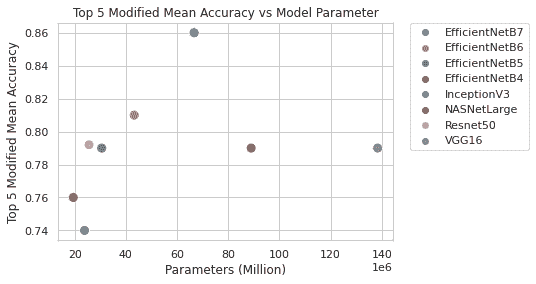 Top 5 Modified Mean Accuracy vs Model Parameter
Top 5 Modified Mean Accuracy
0.86
0.84
0.82
0.80
0.78
0.76
0.74
20 40 60 80 100 120 140
1e6
Parameters (Million)
EfficientNetB7
EfficientNetB6
EfficientNetB5
EfficientNetB4
InceptionV3
NASNetLarge
Resnet50
VGG16